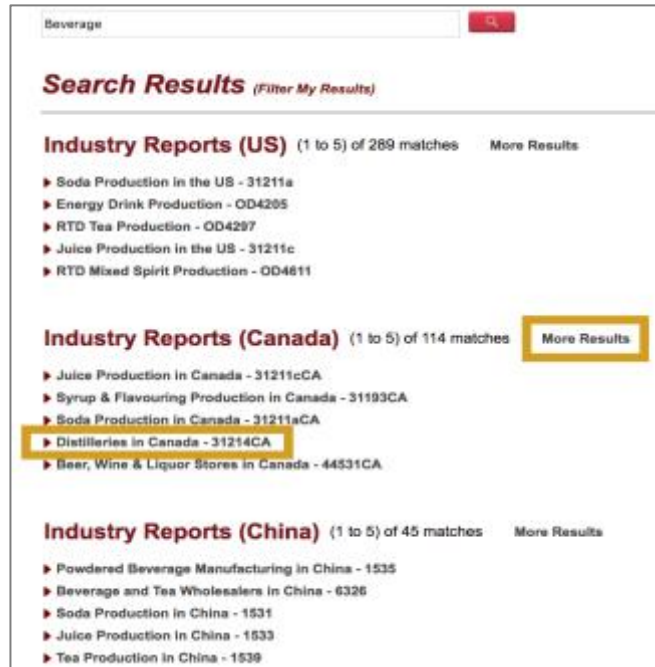 Beverage
Search Results (Filter My Results)
Industry Reports (US) (1 to 5) of 289 matches More Results
Soda Production in the US - 31211a
Energy Drink Production - OD4205
RTD Tea Production - OD4297
Juice Production in the US - 31211c
RTD Mixed Spirit Production - OD4611
Industry Reports (Canada) (1 to 5) of 114 matches More Results
Juice Production in Canada - 31211cCA
Syrup & Flavouring Production in Canada - 31193CA
Soda Production in Canada - 31211aCA
Distilleries in Canada - 31214CA
Beer, Wine & Liquor Stores in Canada - 44531CA
Industry Reports (China) (1 to 5) of 45 matches More Results
Powdered Beverage Manufacturing in China - 1535
Beverage and Tea Wholesalers in China - 6326
Soda Production in China - 1531
Juice Production in China - 1533
Tea Production in China - 1539